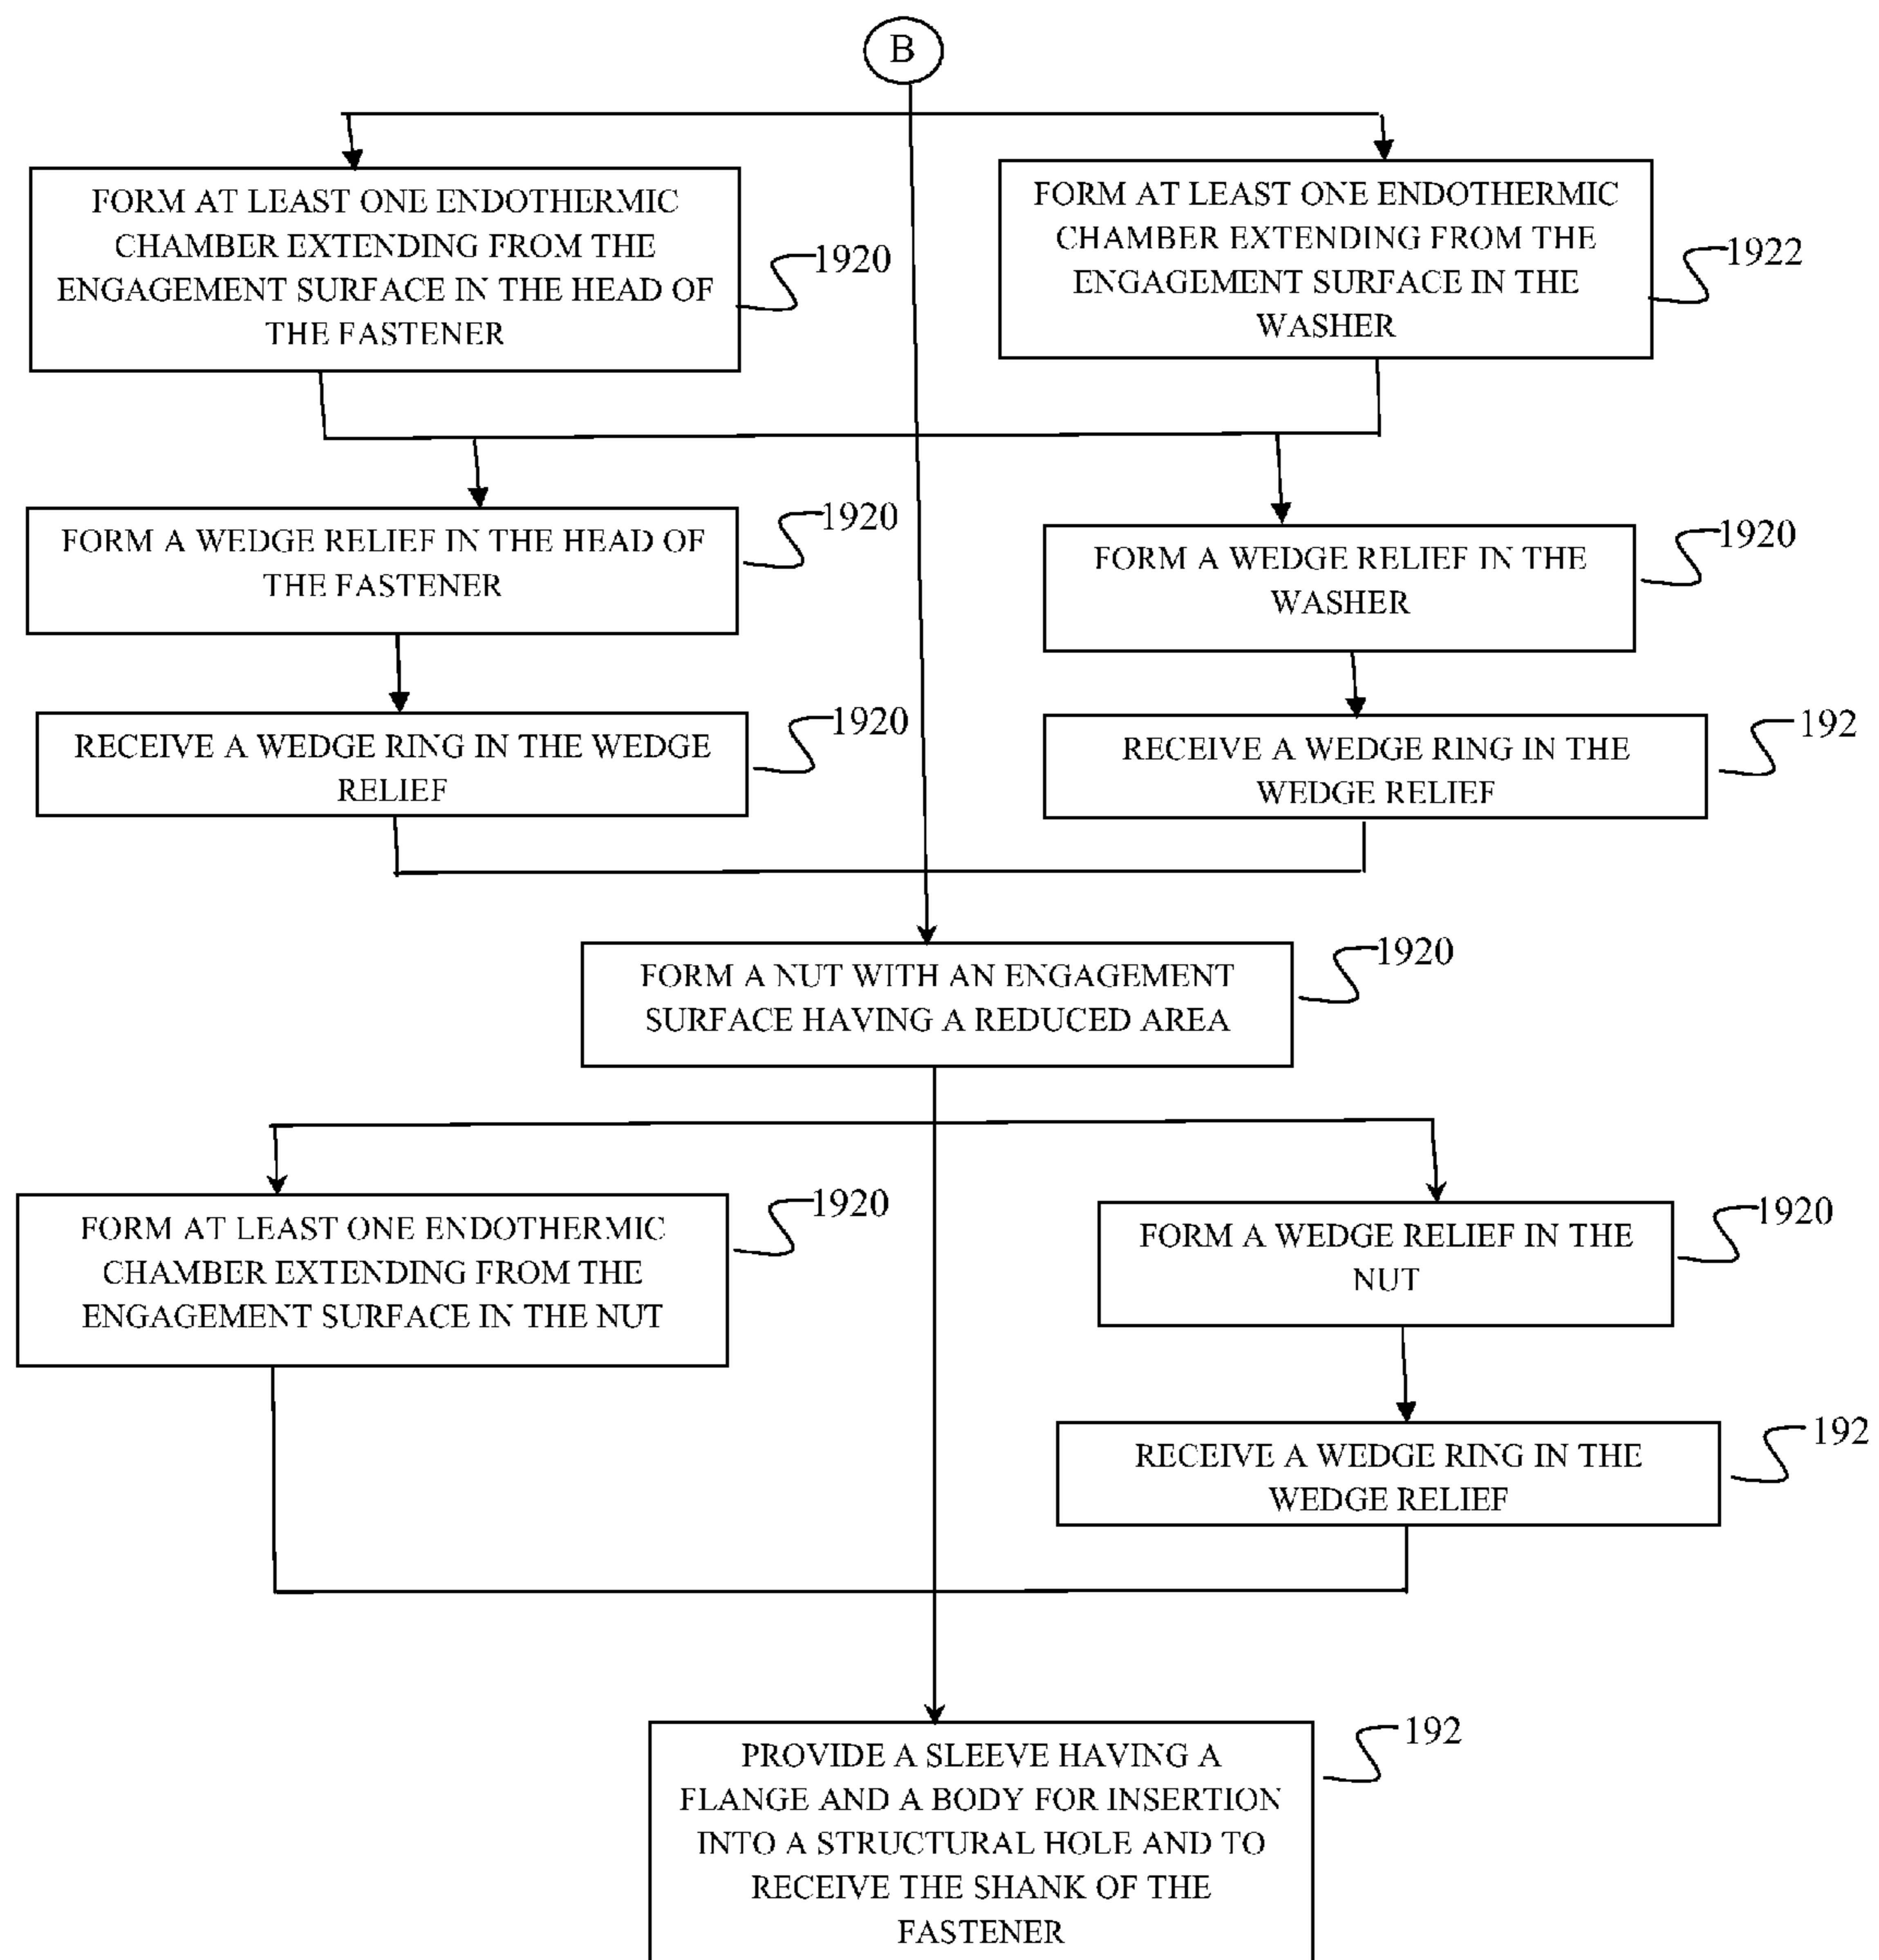 B
FORM AT LEAST ONE ENDOTHERMIC
CHAMBER EXTENDING FROM THE
ENGAGEMENT SURFACE IN THE HEAD OF
THE FASTENER
1920
FORM AT LEAST ONE ENDOTHERMIC
CHAMBER EXTENDING FROM THE
ENGAGEMENT SURFACE IN THE
WASHER
1922
FORM A WEDGE RELIEF IN THE HEAD OF
THE FASTENER
1920
FORM A WEDGE RELIEF IN THE
WASHER
1920
RECEIVE A WEDGE RING IN THE WEDGE
RELIEF
1920
RECEIVE A WEDGE RING IN THE
WEDGE RELIEF
192
FORM A NUT WITH AN ENGAGEMENT
SURFACE HAVING A REDUCED AREA
1920
FORM AT LEAST ONE ENDOTHERMIC
CHAMBER EXTENDING FROM THE
ENGAGEMENT SURFACE IN THE NUT
1920
FORM A WEDGE RELIEF IN THE
NUT
1920
RECEIVE A WEDGE RING IN THE
WEDGE RELIEF
192
PROVIDE A SLEEVE HAVING A
FLANGE AND A BODY FOR INSERTION
INTO A STRUCTURAL HOLE AND TO
RECEIVE THE SHANK OF THE
FASTENER
192